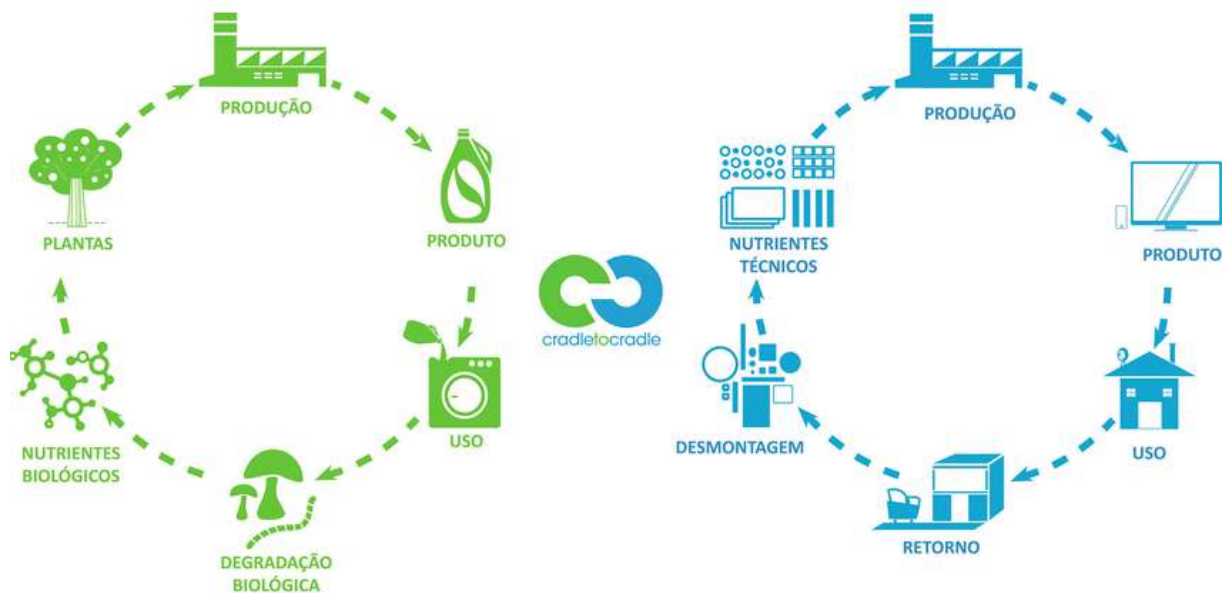 PRODUÇÃO
PRODUTO
USO
DEGRADAÇÃO
BIOLÓGICA
NUTRIENTES
BIOLÓGICOS
PLANTAS
cradletocradle
PRODUÇÃO
PRODUTO
USO
RETORNO
DESMONTAGEM
NUTRIENTES
TÉCNICOS